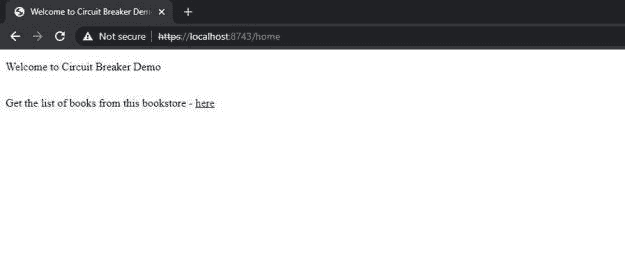 Welcome to Circuit Breaker Dem
Not secure | https://localhost:8743/home
Welcome to Circuit Breaker Demo
Get the list of books from this bookstore - here